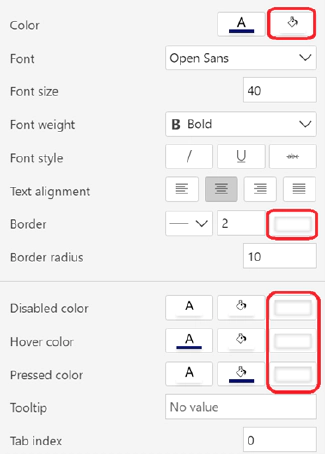 Color A
Font Open Sans
Font size 40
Font weight B Bold
Font style / U abc
Text alignment
Border 2
Border radius 10
Disabled color A
Hover color A
Pressed color A
Tooltip No value
Tab index 0